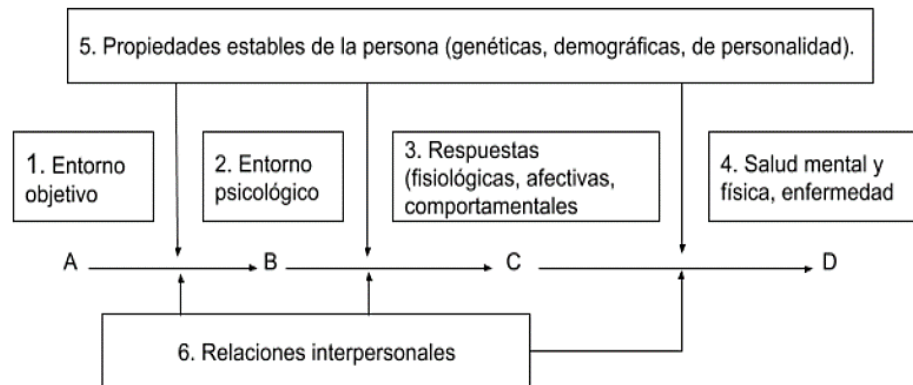 5. Propiedades estables de la persona (genéticas, demográficas, de personalidad).
1. Entorno
objetivo
2. Entorno
psicológico
3. Respuestas
(fisiológicas, afectivas,
comportamentales
4. Salud mental y
física, enfermedad
A
B
C
D
6. Relaciones interpersonales